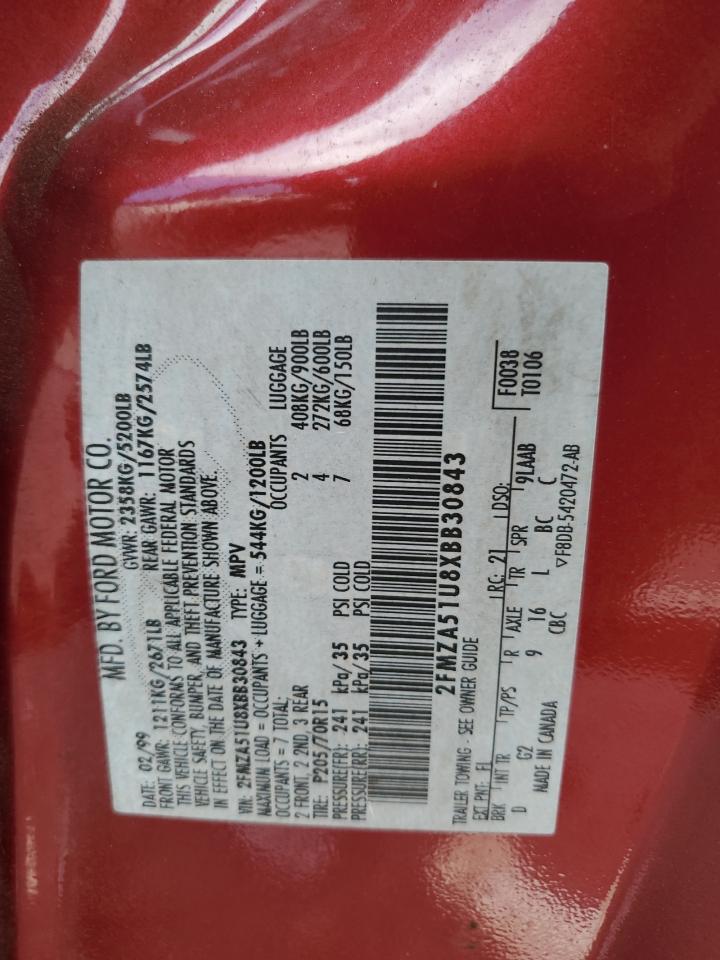 MFD. BY FORD MOTOR CO.
DATE: 02/99 GVWR: 2358KG/5200LB
FRONT GAWR: 1211KG/2671LB REAR GAWR: 1167KG/2574LB
THIS VEHICLE CONFORMS TO ALL APPLICABLE FEDERAL MOTOR
VEHICLE SAFETY, BUMPER, AND THEFT PREVENTION STANDARDS
IN EFFECT ON THE DATE OF MANUFACTURE SHOWN ABOVE.
VIN: 2FMZA51U8XBB30843 TYPE: MPV
MAXIMUM LOAD = OCCUPANTS + LUGGAGE = 544KG/1200LB
OCCUPANTS = 7 TOTAL: OCCUPANTS LUGGAGE
2 FRONT, 2 2ND, 3 REAR 2 408KG/900LB
TIRE: P205/70R15 4 272KG/600LB
PRESSURE(FR): 241 kPa/35 PSI COLD 7 68KG/150LB
PRESSURE(RR): 241 kPa/35 PSI COLD
2FMZA51U8XBB30843
TRAILER TOWING - SEE OWNER GUIDE
EXT PNT: FL RC: 21 DSO: F0038
BRK INT TR TP/PS R AXLE TR SPR 9LAAB T0106
D G2 9 16 L BC C
MADE IN CANADA CBC ▽F8DB-5420472-AB